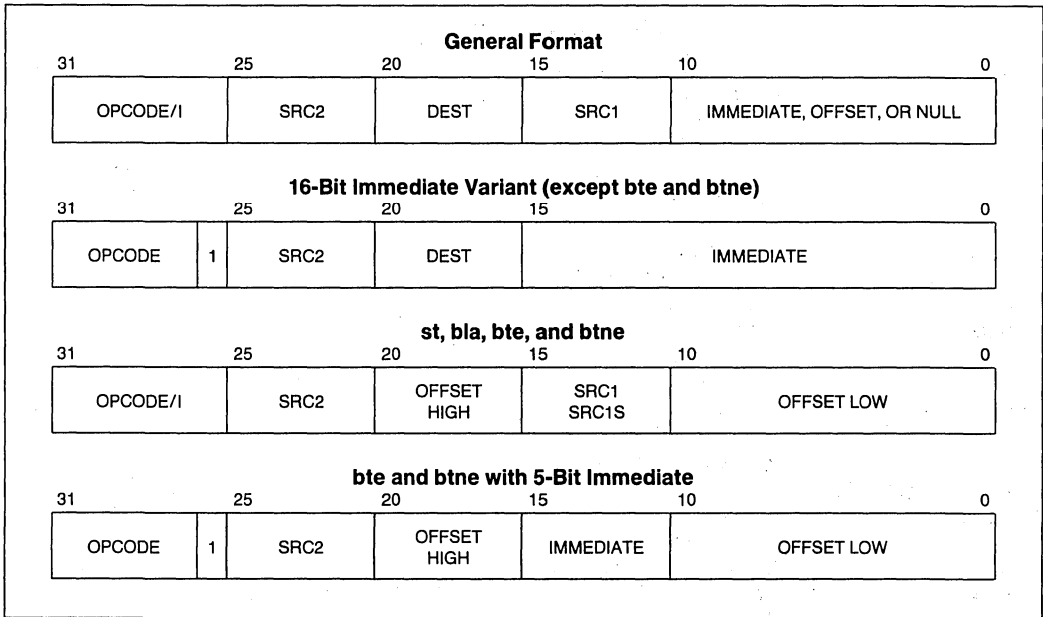 General Format
31 25 20 15 10 0
OPCODE/I SRC2 DEST SRC1 IMMEDIATE, OFFSET, OR NULL
16-Bit Immediate Variant (except bte and btne)
31 25 20 15 0
OPCODE 1 SRC2 DEST IMMEDIATE
st, bla, bte, and btne
31 25 20 15 10 0
OPCODE/I SRC2 OFFSET HIGH SRC1 SRC1S OFFSET LOW
bte and btne with 5-Bit Immediate
31 25 20 15 10 0
OPCODE 1 SRC2 OFFSET HIGH IMMEDIATE OFFSET LOW